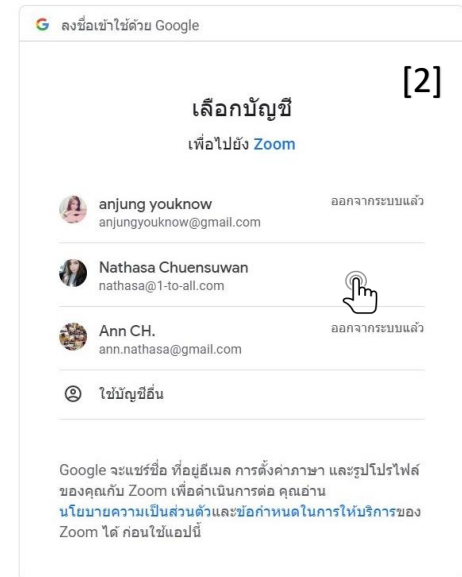 ลงชื่อเข้าใช้ด้วย Google
[2]
เลือกบัญชี
เพื่อไปยัง Zoom
anjung youknow
ออกจากระบบแล้ว
anjungyouknow@gmail.com
Nathasa Chuensuwan
nathasa@1-to-all.com
Ann CH.
ออกจากระบบแล้ว
ann.nathasa@gmail.com
ใช้บัญชีอื่น
Google จะแชร์ชื่อ ที่อยู่อีเมล การตั้งค่าภาษา และรูปโปรไฟล์
ของคุณกับ Zoom เพื่อดำเนินการต่อ คุณอ่าน
นโยบายความเป็นส่วนตัวและข้อกำหนดในการให้บริการของ
Zoom ได้ ก่อนใช้แอปนี้